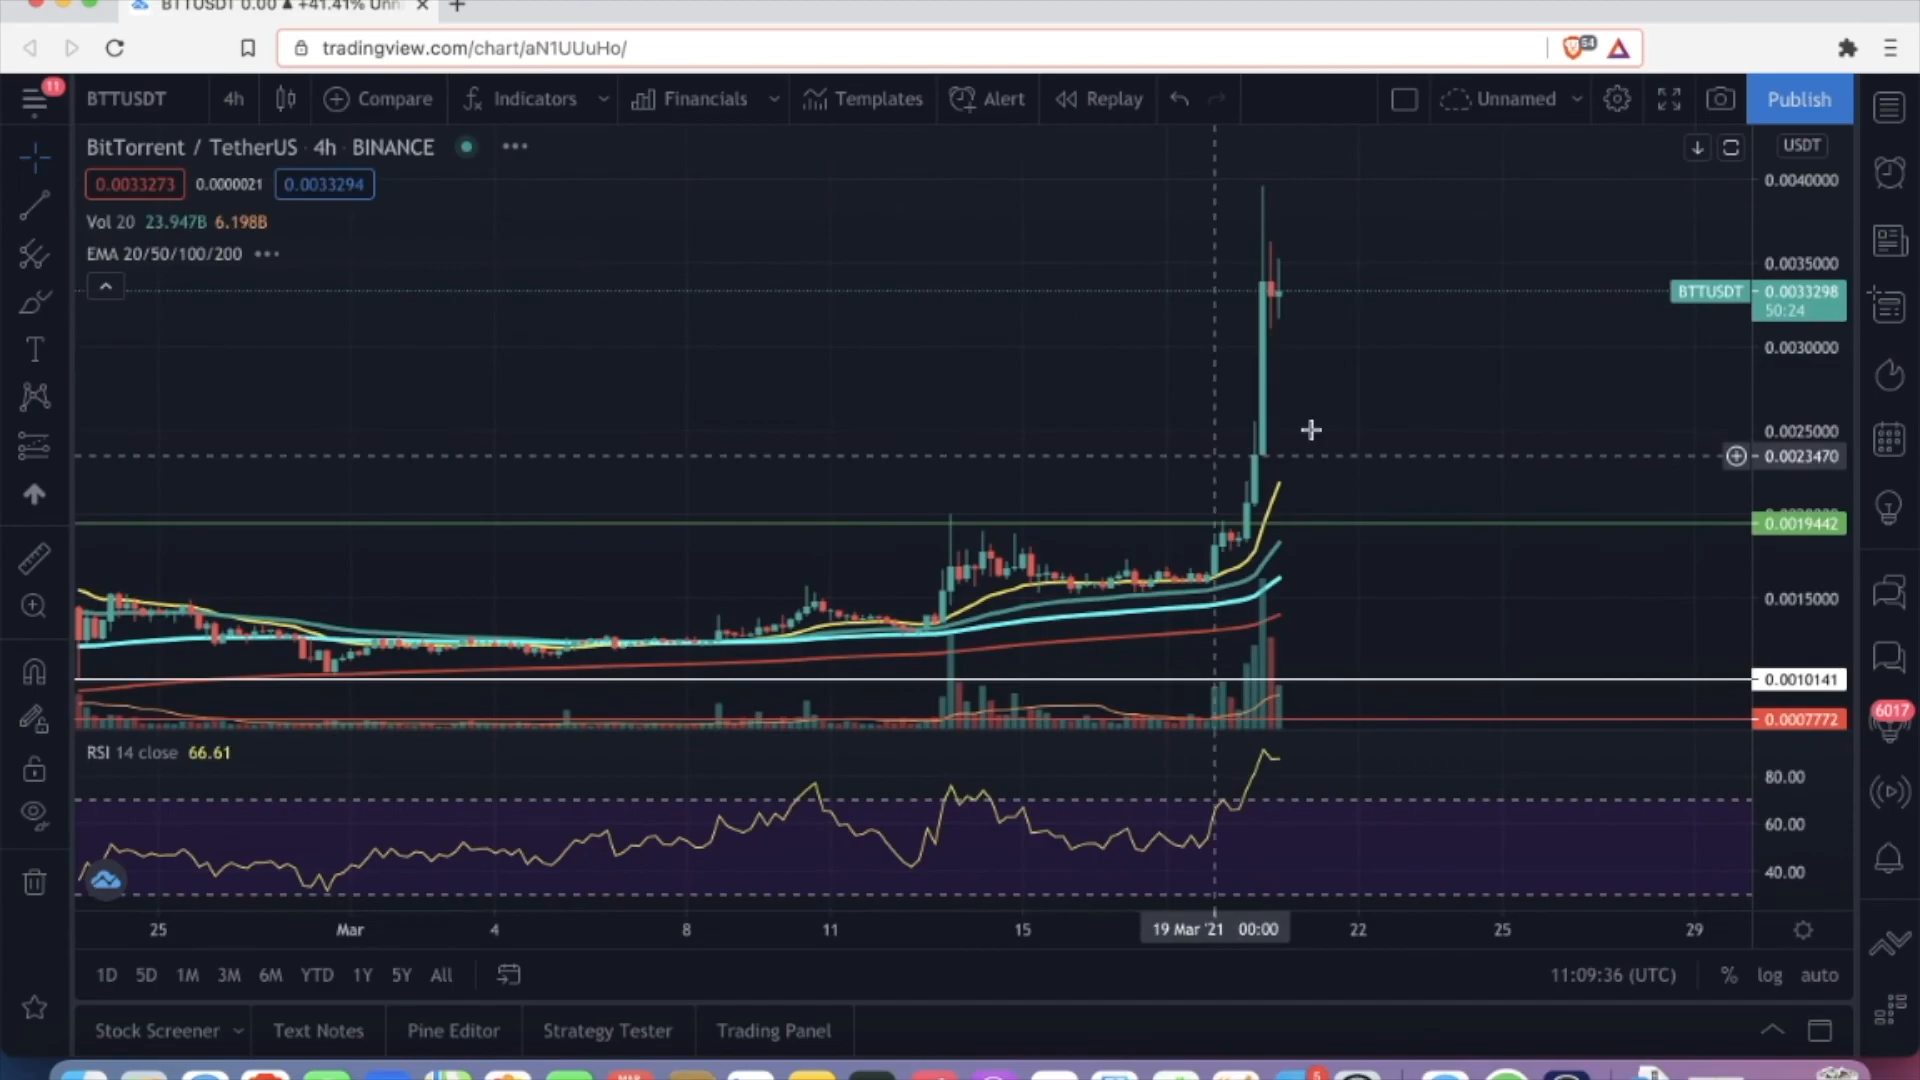 BTTUSDT 0.00 ▲ +41.41% Unn
tradingview.com/chart/aN1UUuHo/
54
11
BTTUSDT 4h Compare Indicators Financials Templates Alert Replay Unnamed Publish
BitTorrent / TetherUS · 4h · BINANCE
USDT
0.0033273 0.0000021 0.0033294
Vol 20 23.947B 6.198B
EMA 20/50/100/200
0.0040000
0.0035000
BTTUSDT 0.0033298
50:24
0.0030000
0.0025000
0.0023470
0.0019442
0.0015000
0.0010141
0.0007772
6017
RSI 14 close 66.61
80.00
60.00
40.00
25 Mar 4 8 11 15 19 Mar '21 00:00 22 25 29
1D 5D 1M 3M 6M YTD 1Y 5Y All 11:09:36 (UTC) % log auto
Stock Screener Text Notes Pine Editor Strategy Tester Trading Panel
MAR 5